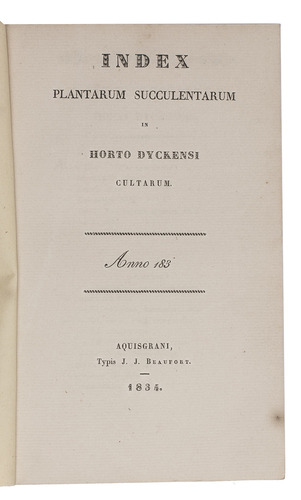 INDEX
PLANTARUM SUCCULENTARUM
IN
HORTO DYCKENSI
CULTARUM.
Anno 183
AQUISGRANI,
Typis J. J. BEAUFORT.
1834.